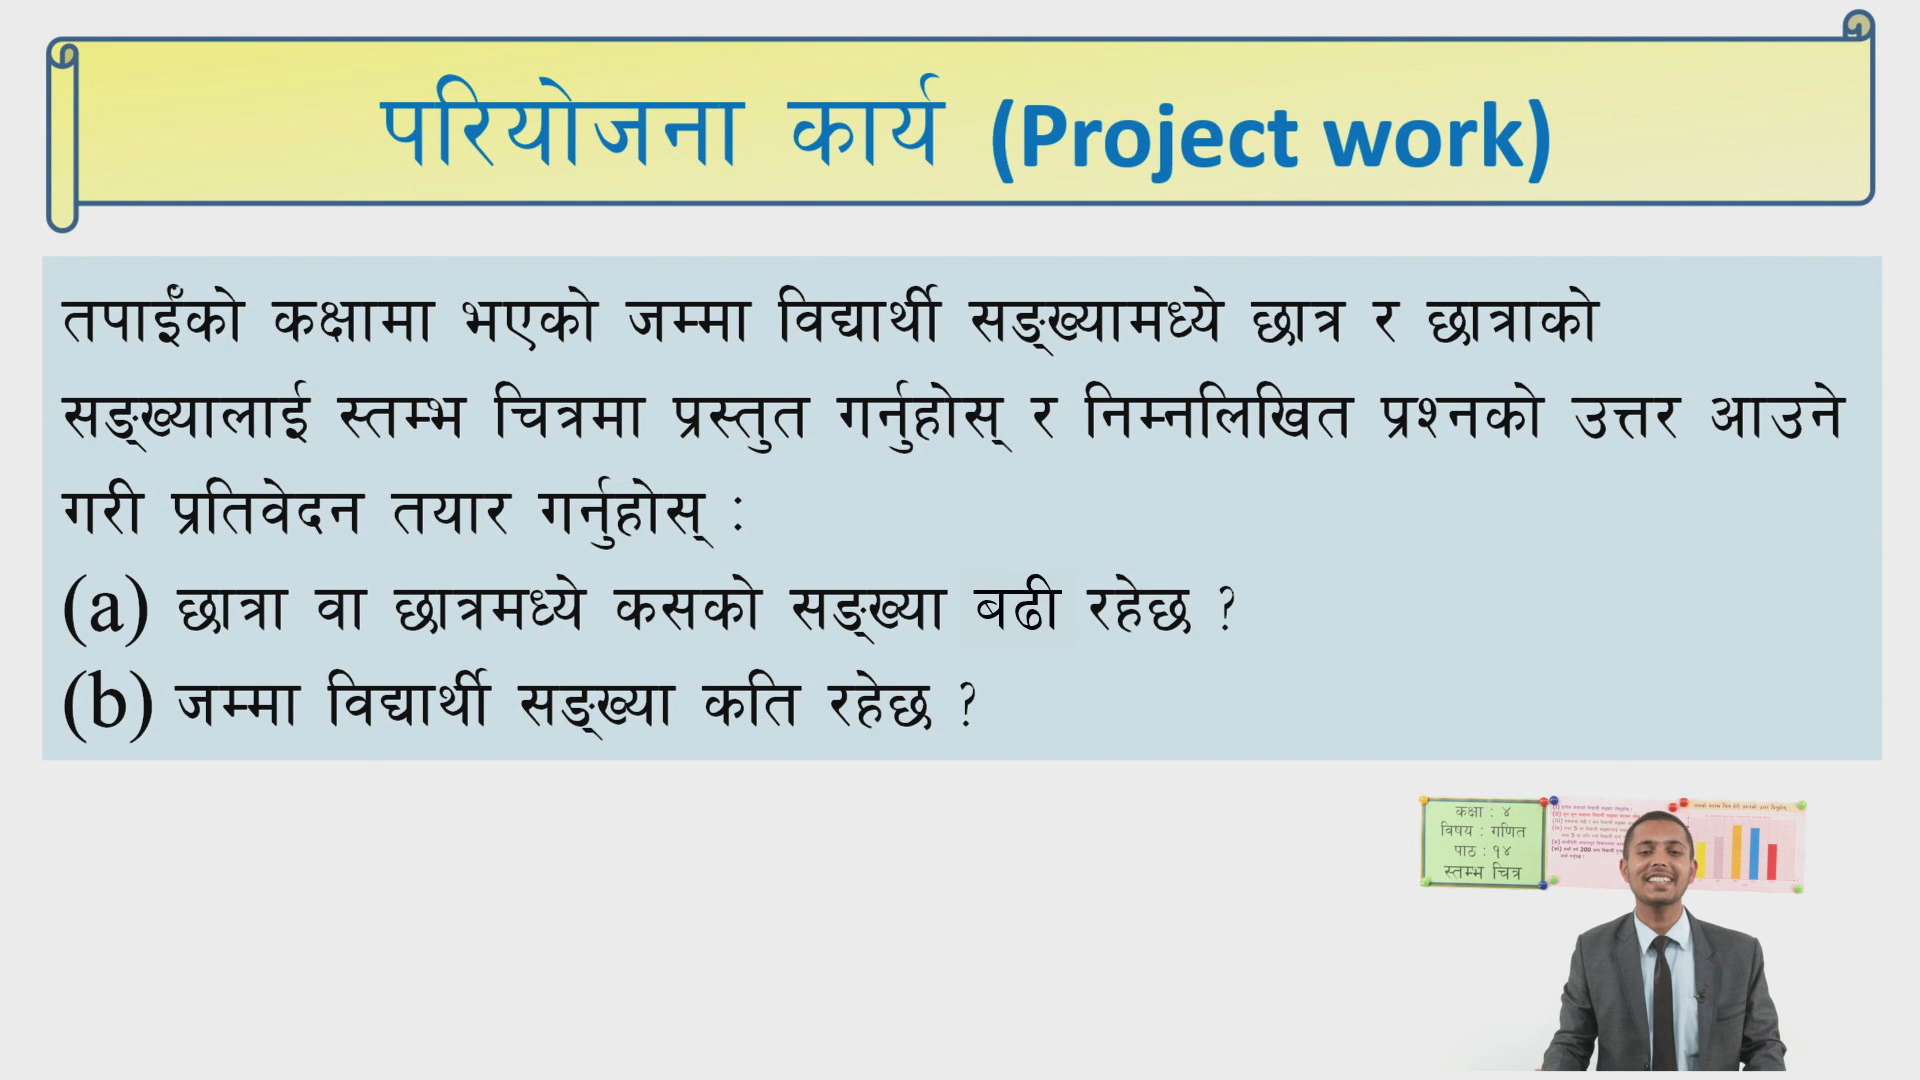 परियोजना कार्य (Project work)
तपाईंको कक्षामा भएको जम्मा विद्यार्थी सङ्ख्यामध्ये छात्र र छात्राको
सङ्ख्यालाई स्तम्भ चित्रमा प्रस्तुत गर्नुहोस् र निम्नलिखित प्रश्नको उत्तर आउने
गरी प्रतिवेदन तयार गर्नुहोस् :
(a) छात्रा वा छात्रमध्ये कसको सङ्ख्या बढी रहेछ ?
(b) जम्मा विद्यार्थी सङ्ख्या कति रहेछ ?
कक्षा : ४
विषय : गणित
पाठ : १४
स्तम्भ चित्र